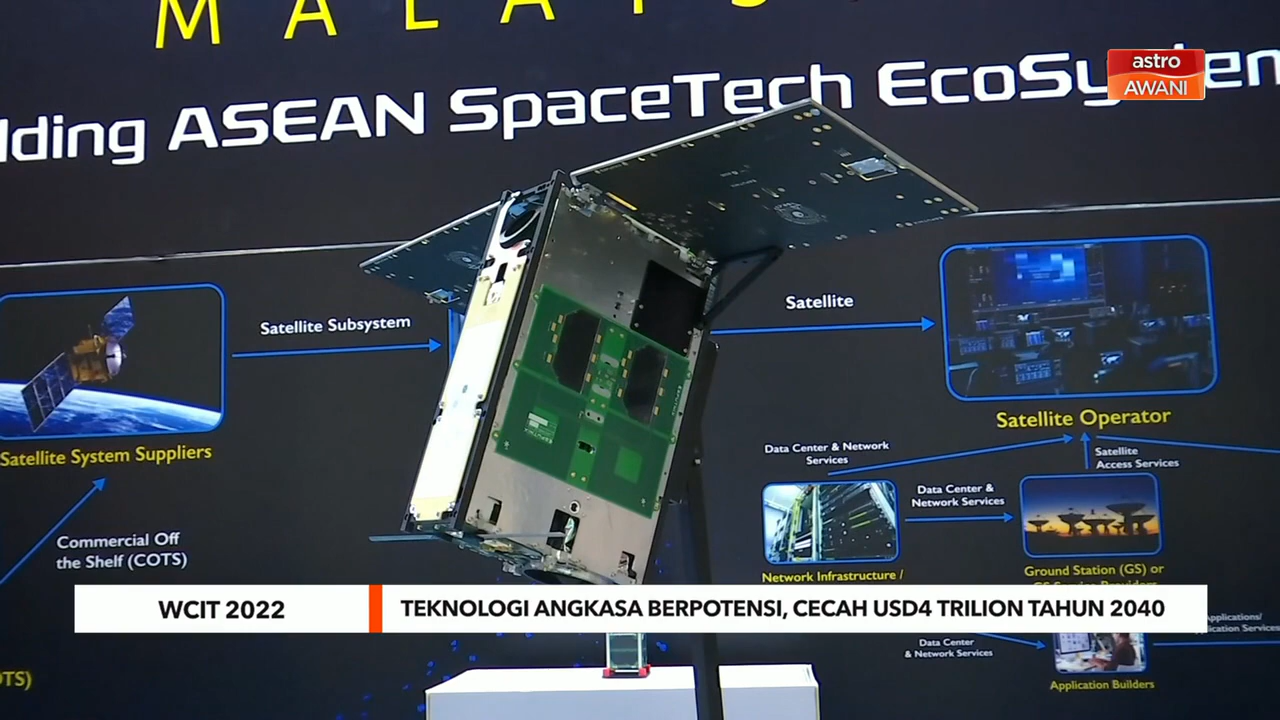 MALAYS
lding ASEAN SpaceTech EcoSystem
astro
AWANI
Satellite Subsystem
Satellite
Satellite System Suppliers
Satellite Operator
Data Center & Network
Services
Satellite
Access Services
Data Center &
Network Services
Commercial Off
the Shelf (COTS)
Network Infrastructure /
Ground Station (GS) or
WCIT 2022
TEKNOLOGI ANGKASA BERPOTENSI, CECAH USD4 TRILION TAHUN 2040
Applications/
Data Center
& Network Services
OTS)
Application Builders